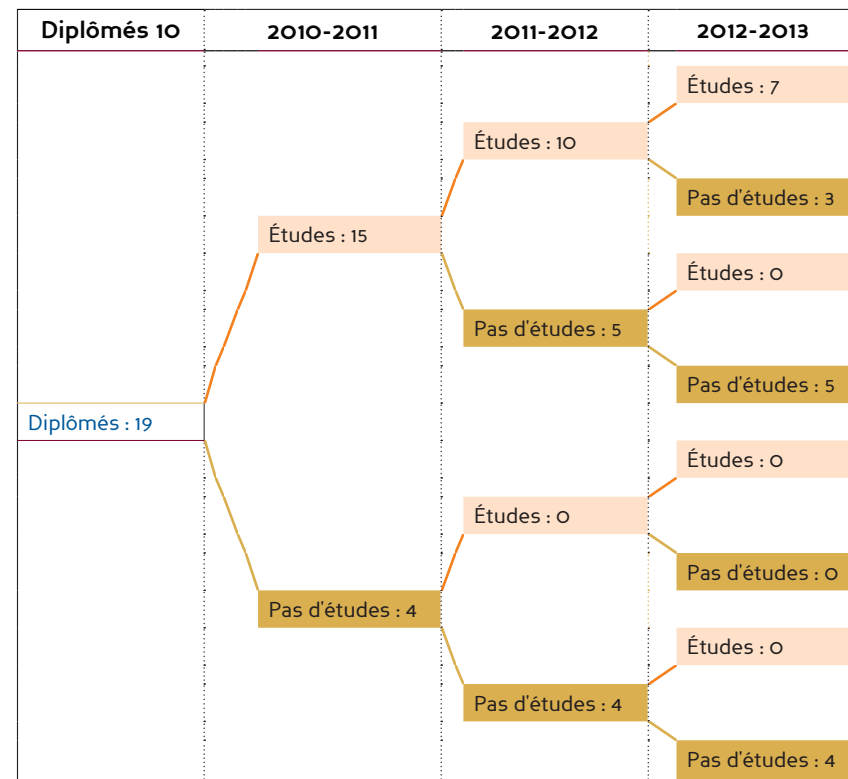 Diplômés 10 2010-2011 2011-2012 2012-2013
Études : 7
Études : 10
Pas d'études : 3
Études : 15
Études : 0
Pas d'études : 5
Pas d'études : 5
Diplômés : 19
Études : 0
Études : 0
Pas d'études : 0
Pas d'études : 4
Études : 0
Pas d'études : 4
Pas d'études : 4